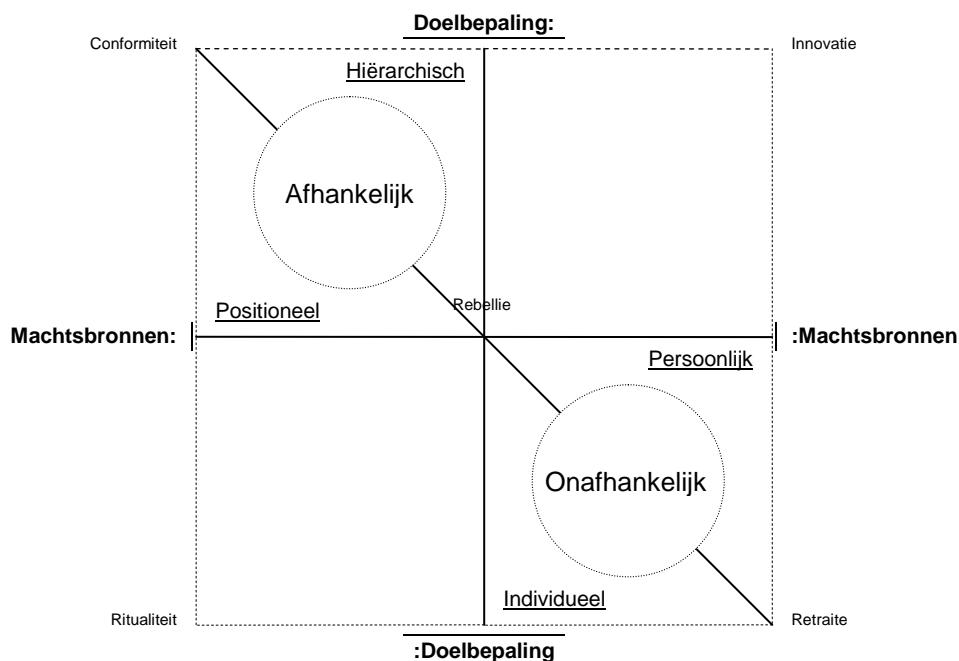 Doelbepaling:
Conformiteit
Innovatie
Hiërarchisch
Afhankelijk
Rebellie
Positioneel
Machtsbronnen:
:Machtsbronnen
Persoonlijk
Onafhankelijk
Individueel
Ritualiteit
Retraite
:Doelbepaling